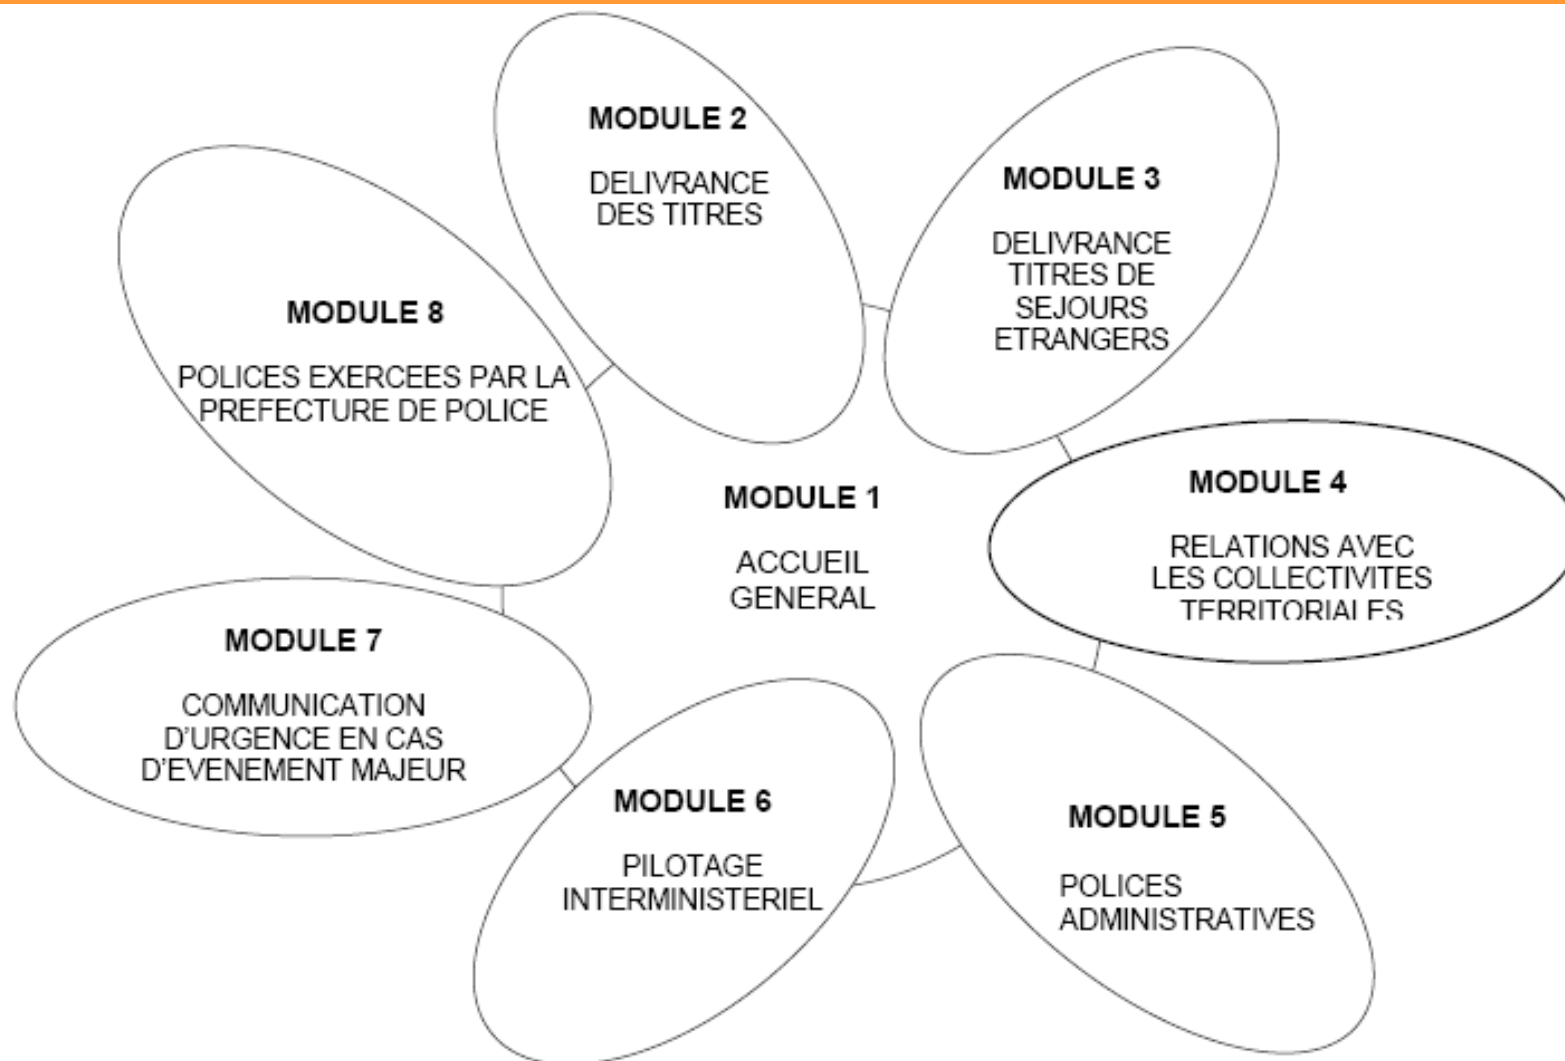 MODULE 2
DELIVRANCE
DES TITRES
MODULE 3
DELIVRANCE
TITRES DE
SEJOURS
ETRANGERS
MODULE 8
POLICES EXERCEES PAR LA
PREFECTURE DE POLICE
MODULE 1
ACCUEIL
GENERAL
MODULE 4
RELATIONS AVEC
LES COLLECTIVITES
TERRITORIALES
MODULE 7
COMMUNICATION
D'URGENCE EN CAS
D'EVENEMENT MAJEUR
MODULE 6
PILOTAGE
INTERMINISTERIEL
MODULE 5
POLICES
ADMINISTRATIVES